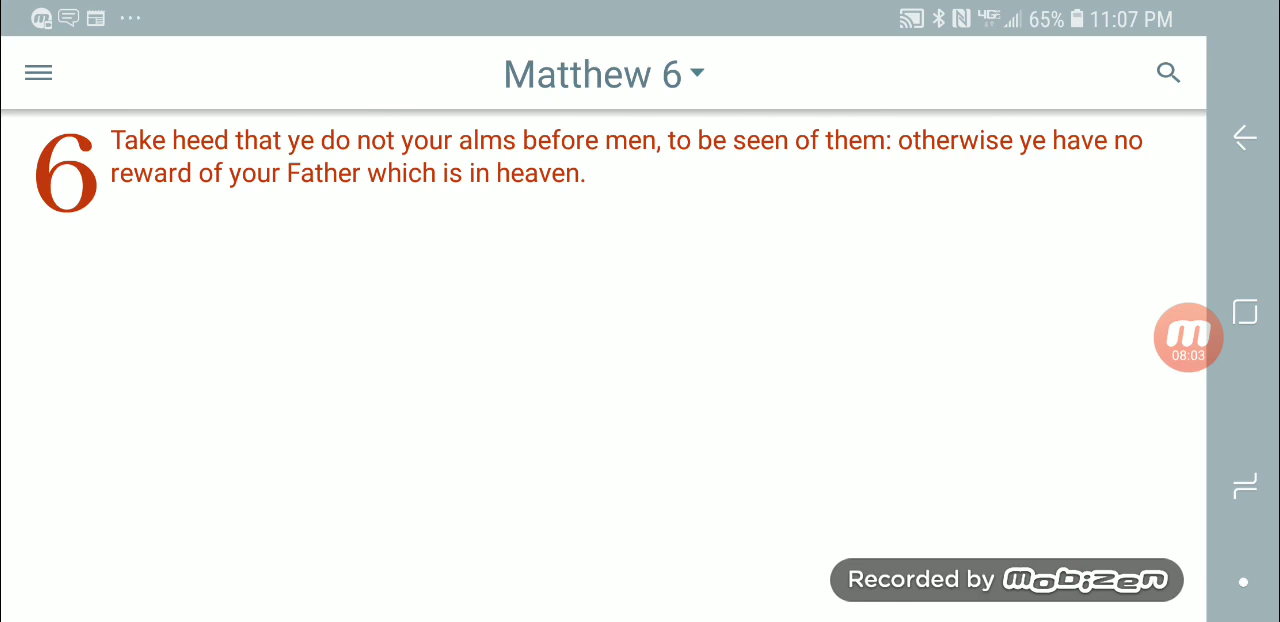 4G LTE 65% 11:07 PM
Matthew 6
6 Take heed that ye do not your alms before men, to be seen of them: otherwise ye have no
reward of your Father which is in heaven.
m
08:03
Recorded by mobizen